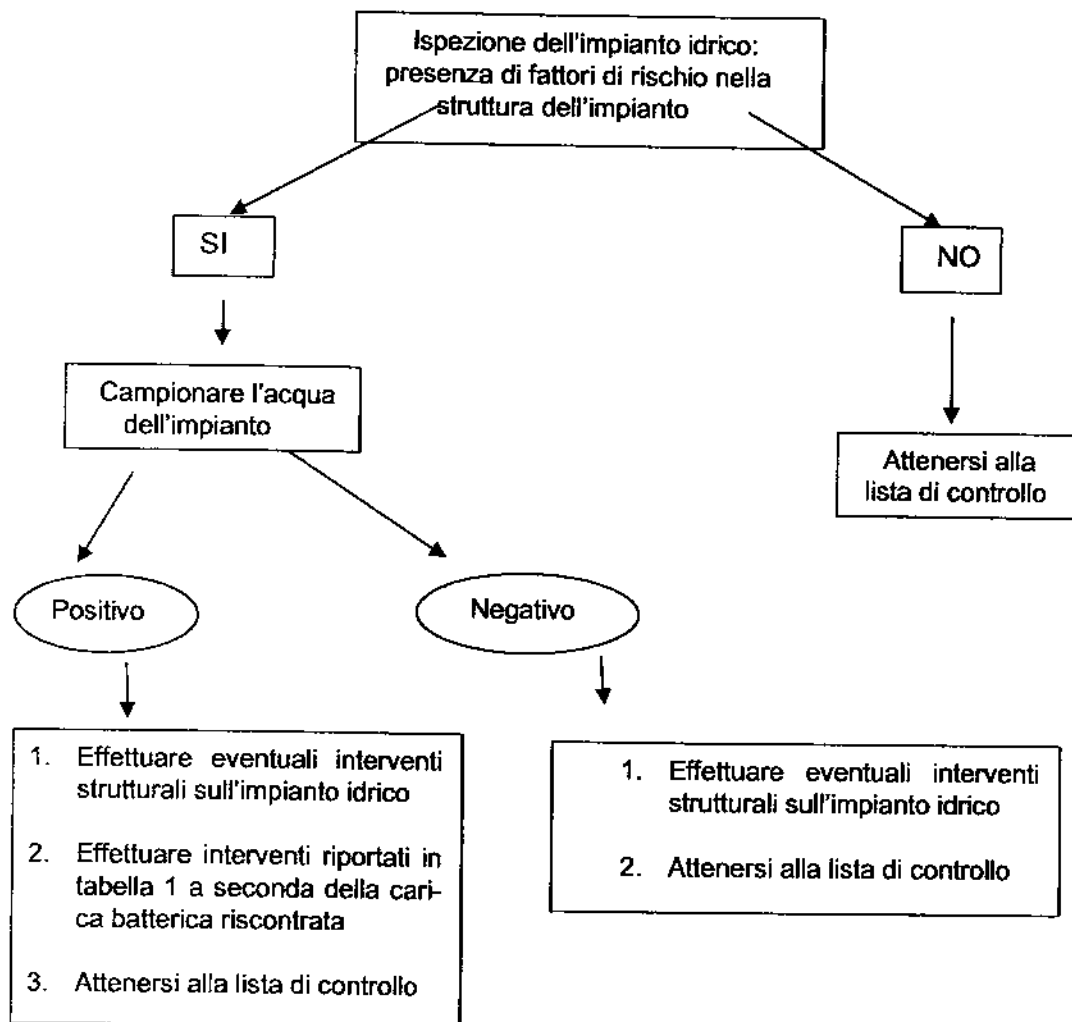 Ispezione dell'impianto idrico:
presenza di fattori di rischio nella
struttura dell'impianto
SI
NO
Campionare l'acqua
dell'impianto
Attenersi alla
lista di controllo
Positivo
Negativo
1. Effettuare eventuali interventi
strutturali sull'impianto idrico
2. Effettuare interventi riportati in
tabella 1 a seconda della cari-
ca batterica riscontrata
3. Attenersi alla lista di controllo
1. Effettuare eventuali interventi
strutturali sull'impianto idrico
2. Attenersi alla lista di controllo